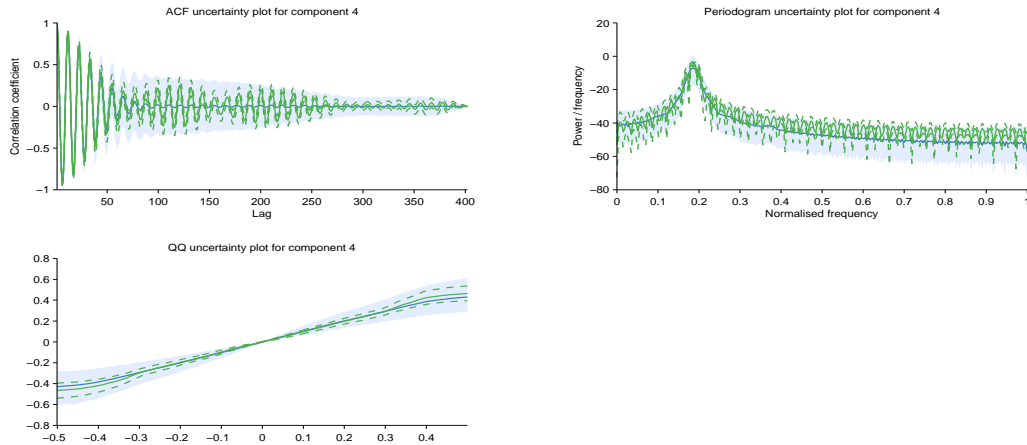 ACF uncertainty plot for component 4
1
0.5
0
−0.5
−1
Correlation coefficient
50 100 150 200 250 300 350 400
Lag
Periodogram uncertainty plot for component 4
20
0
−20
−40
−60
−80
Power / frequency
0 0.1 0.2 0.3 0.4 0.5 0.6 0.7 0.8 0.9 1
Normalised frequency
QQ uncertainty plot for component 4
0.8
0.6
0.4
0.2
0
−0.2
−0.4
−0.6
−0.8
−0.5 −0.4 −0.3 −0.2 −0.1 0 0.1 0.2 0.3 0.4